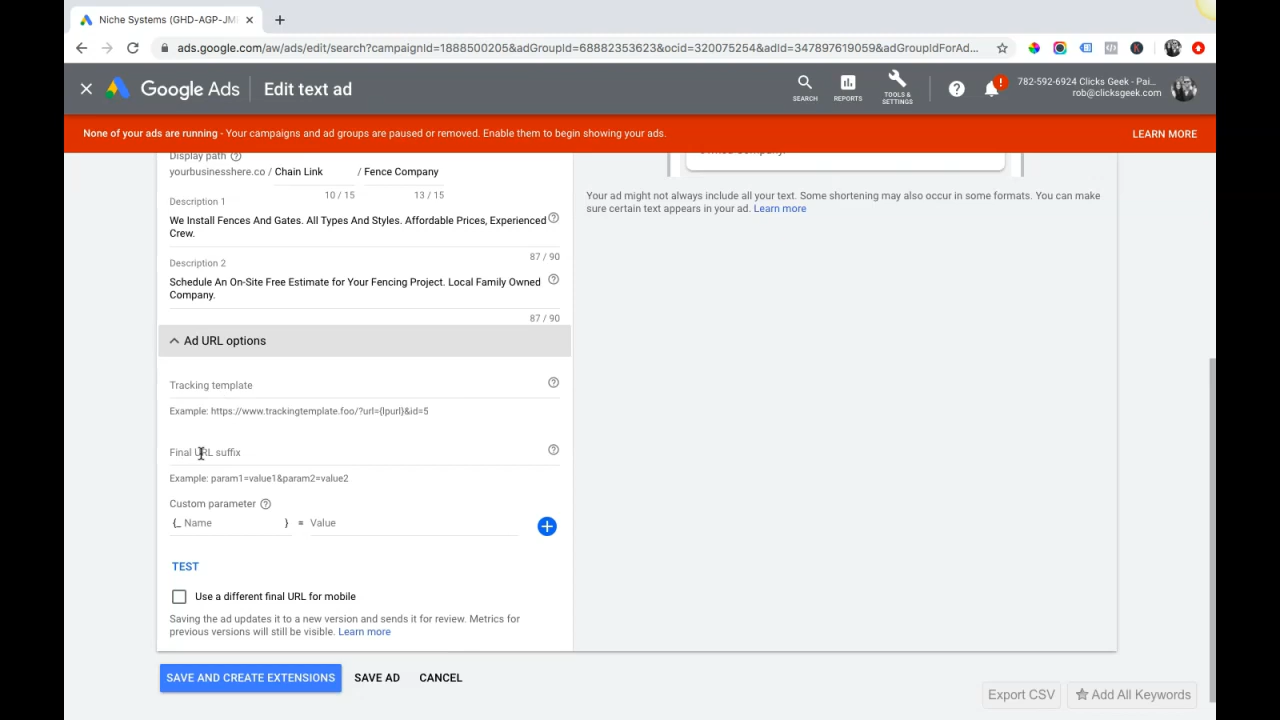 Niche Systems (GHD-AGP-JMI
ads.google.com/aw/ads/edit/search?campaignId=1888500205&adGroupId=68882353623&ocid=320075254&adId=347897619059&adGroupIdForAd...
Google Ads
Edit text ad
SEARCH
REPORTS
TOOLS &
SETTINGS
782-592-6924 Clicks Geek - Pai...
rob@clicksgeek.com
None of your ads are running - Your campaigns and ad groups are paused or removed. Enable them to begin showing your ads.
LEARN MORE
Display path
yourbusinesshere.co / Chain Link / Fence Company
10 / 15
13 / 15
Description 1
We Install Fences And Gates. All Types And Styles. Affordable Prices, Experienced
Crew.
87 / 90
Description 2
Schedule An On-Site Free Estimate for Your Fencing Project. Local Family Owned
Company.
87 / 90
Ad URL options
Tracking template
Example: https://www.trackingtemplate.foo/?url={lpurl}&id=5
Final URL suffix
Example: param1=value1&param2=value2
Custom parameter
{_ Name } = Value
TEST
Use a different final URL for mobile
Saving the ad updates it to a new version and sends it for review. Metrics for
previous versions will still be visible. Learn more
SAVE AND CREATE EXTENSIONS
SAVE AD
CANCEL
Your ad might not always include all your text. Some shortening may also occur in some formats. You can make
sure certain text appears in your ad. Learn more
Export CSV
Add All Keywords